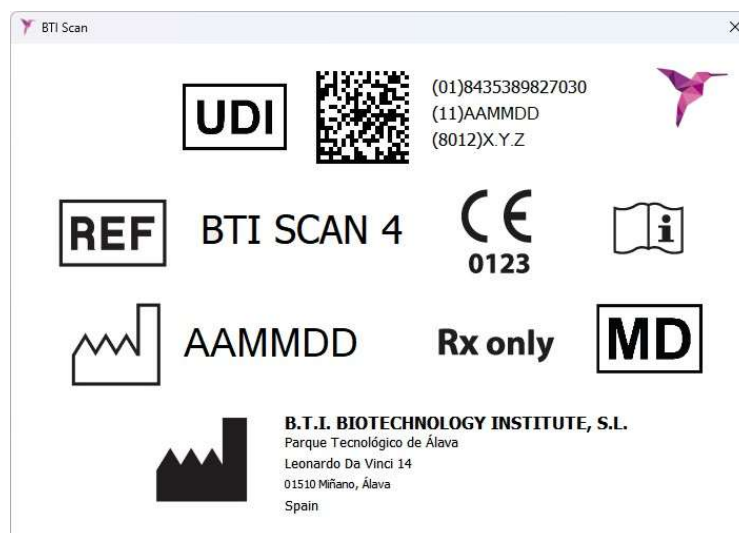 BTI Scan
UDI
(01)8435389827030
(11)AAMMDD
(8012)X.Y.Z
REF
BTI SCAN 4
CE
0123
i
AAMMDD
Rx only
MD
B.T.I. BIOTECHNOLOGY INSTITUTE, S.L.
Parque Tecnológico de Álava
Leonardo Da Vinci 14
01510 Miñano, Álava
Spain